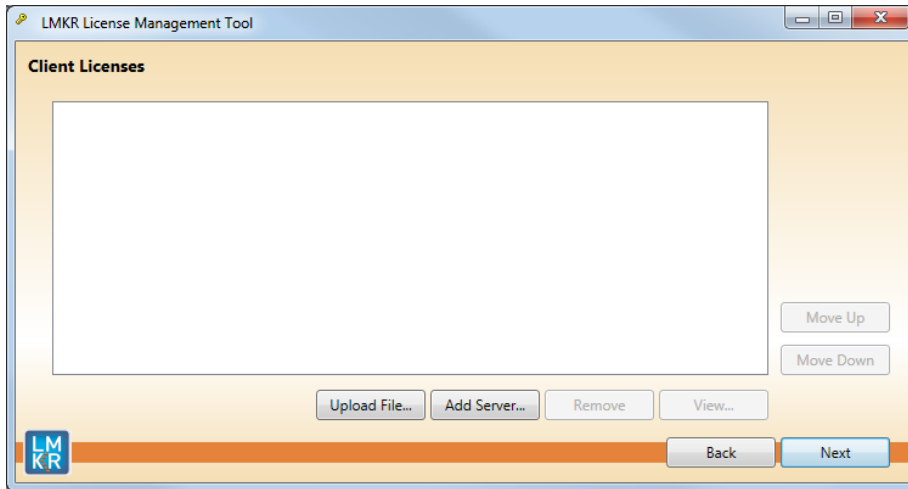 LMKR License Management Tool
Client Licenses
Move Up
Move Down
Upload File... Add Server... Remove View...
LM
KR
Back Next